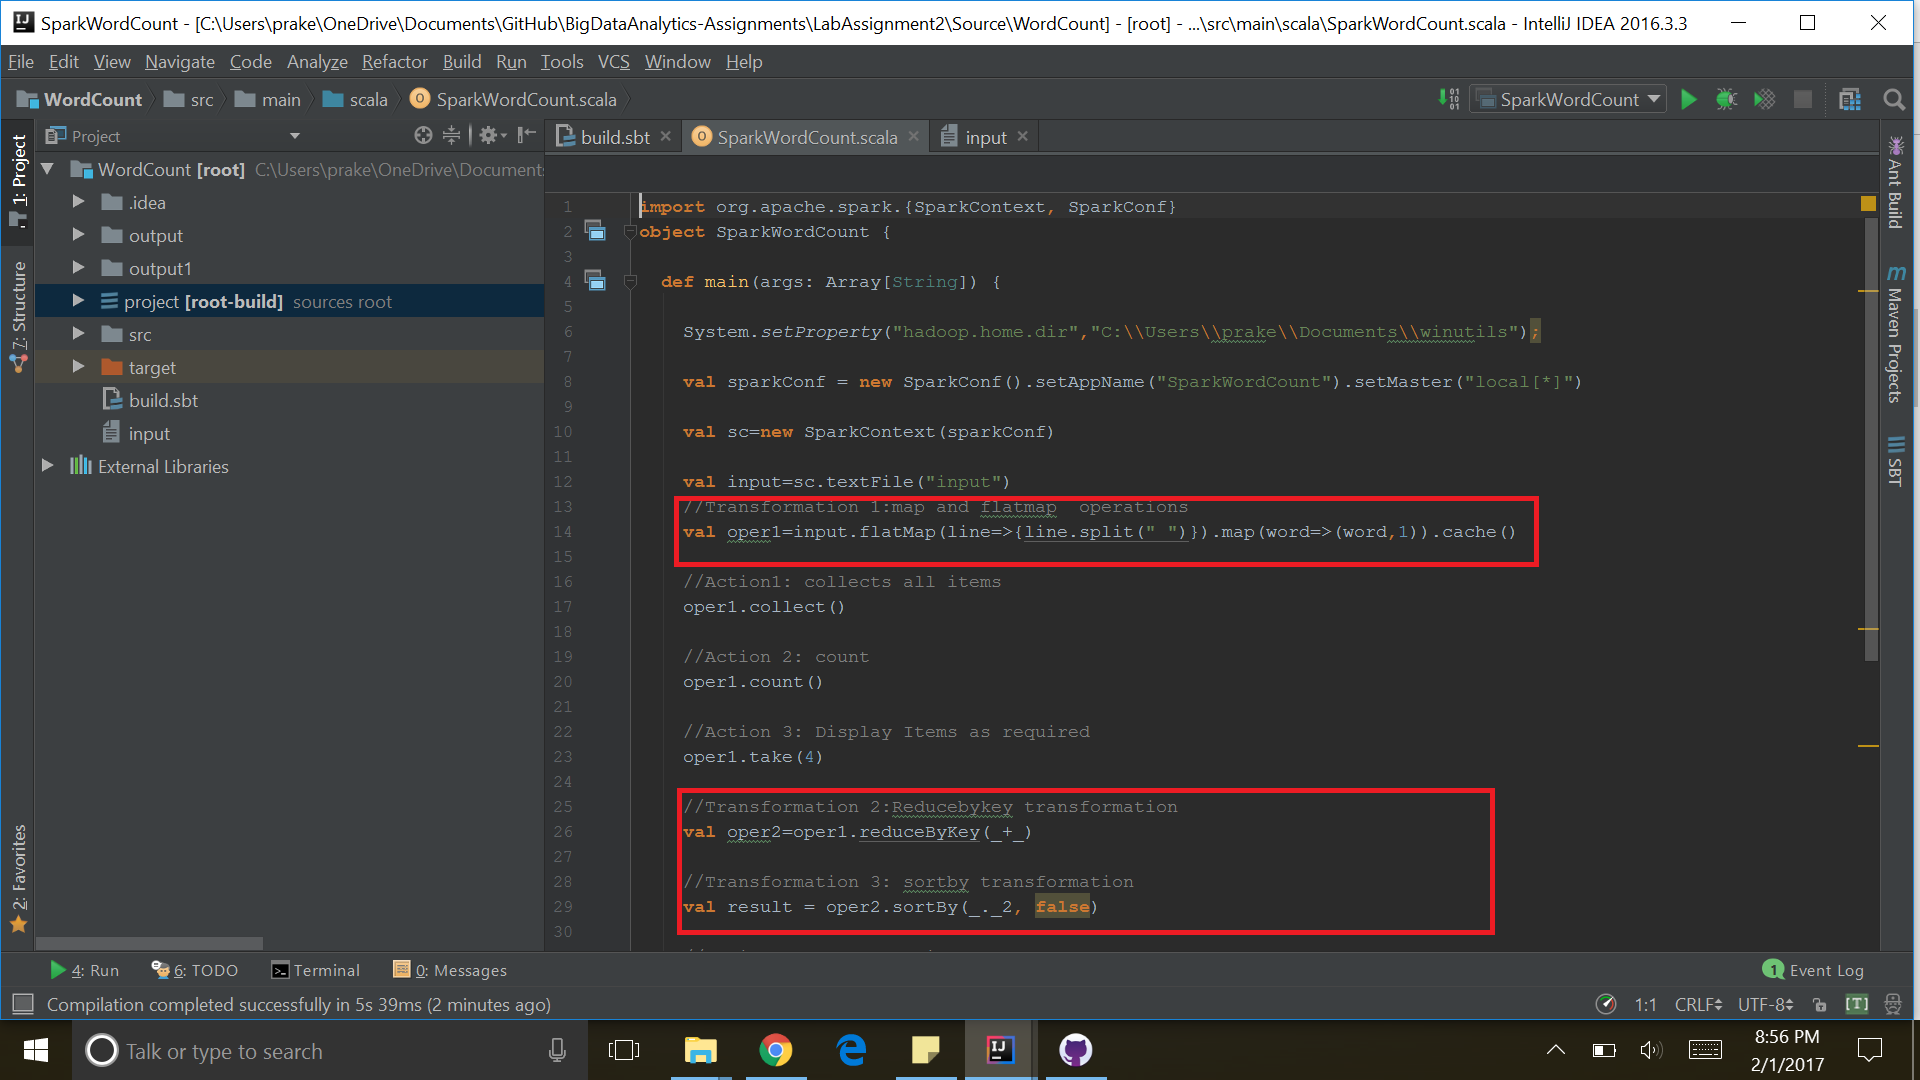 SparkWordCount - [C:\Users\prake\OneDrive\Documents\GitHub\BigDataAnalytics-Assignments\LabAssignment2\Source\WordCount] - [root] - ...\src\main\scala\SparkWordCount.scala - IntelliJ IDEA 2016.3.3
File Edit View Navigate Code Analyze Refactor Build Run Tools VCS Window Help
WordCount src main scala SparkWordCount.scala SparkWordCount
Project build.sbt SparkWordCount.scala input
1: Project
7: Structure
2: Favorites
WordCount [root] C:\Users\prake\OneDrive\Document
.idea
output
output1
project [root-build] sources root
src
target
build.sbt
input
External Libraries
1 import org.apache.spark.{SparkContext, SparkConf}
2 object SparkWordCount {
3
4 def main(args: Array[String]) {
5
6 System.setProperty("hadoop.home.dir","C:\\Users\\prake\\Documents\\winutils");
7
8 val sparkConf = new SparkConf().setAppName("SparkWordCount").setMaster("local[*]")
9
10 val sc=new SparkContext(sparkConf)
11
12 val input=sc.textFile("input")
13 //Transformation 1:map and flatmap  operations
14 val oper1=input.flatMap(line=>{line.split(" ")}).map(word=>(word,1)).cache()
15
16 //Action1: collects all items
17 oper1.collect()
18
19 //Action 2: count
20 oper1.count()
21
22 //Action 3: Display Items as required
23 oper1.take(4)
24
25 //Transformation 2:Reducebykey transformation
26 val oper2=oper1.reduceByKey(_+_)
27
28 //Transformation 3: sortby transformation
29 val result = oper2.sortBy(_._2, false)
30
Ant Build
m Maven Projects
SBT
4: Run 6: TODO Terminal 0: Messages 1 Event Log
Compilation completed successfully in 5s 39ms (2 minutes ago) 1:1 CRLF UTF-8 [T]
Talk or type to search
8:56 PM
2/1/2017